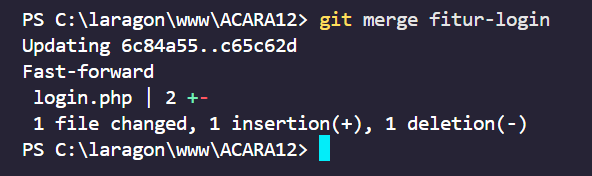 PS C:\laragon\www\ACARA12> git merge fitur-login
Updating 6c84a55..c65c62d
Fast-forward
 login.php | 2 +-
 1 file changed, 1 insertion(+), 1 deletion(-)
PS C:\laragon\www\ACARA12>